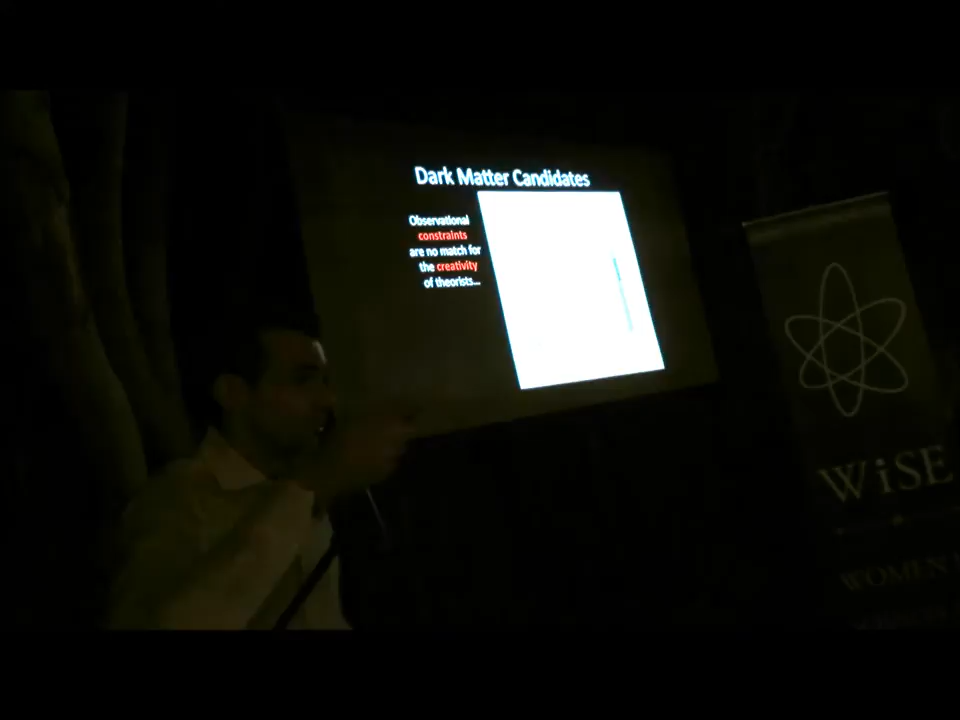 Dark Matter Candidates
Observational
constraints
are no match for
the creativity
of theorists...
WiSE
WOMEN